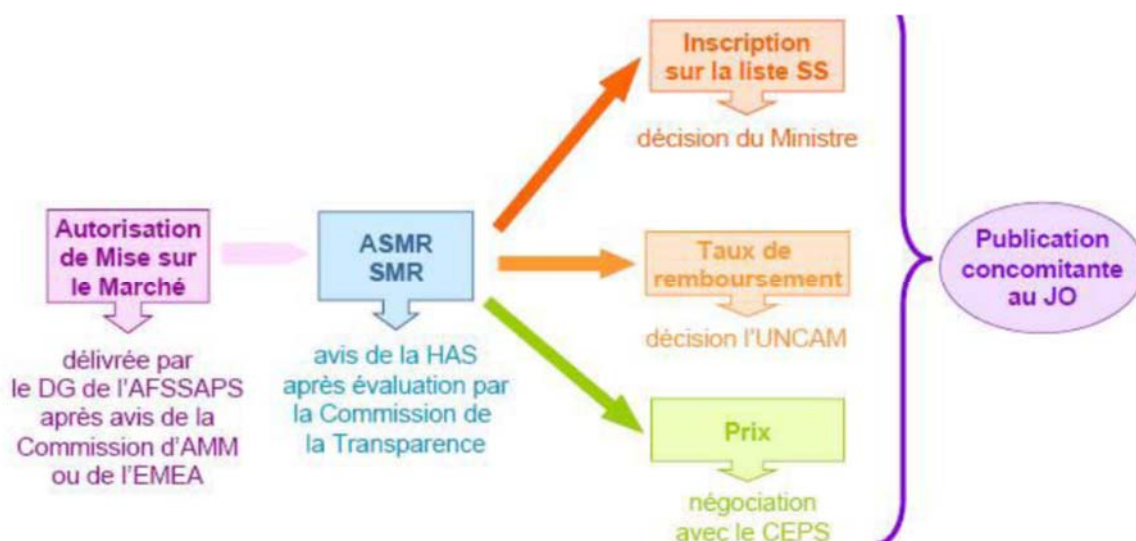 Autorisation
de Mise sur
le Marché
délivrée par
le DG de l'AFSSAPS
après avis de la
Commission d'AMM
ou de l'EMEA
ASMR
SMR
avis de la HAS
après évaluation par
la Commission de
la Transparence
Inscription
sur la liste SS
décision du Ministre
Taux de
remboursement
décision l'UNCAM
Prix
négociation
avec le CEPS
Publication
concomitante
au JO